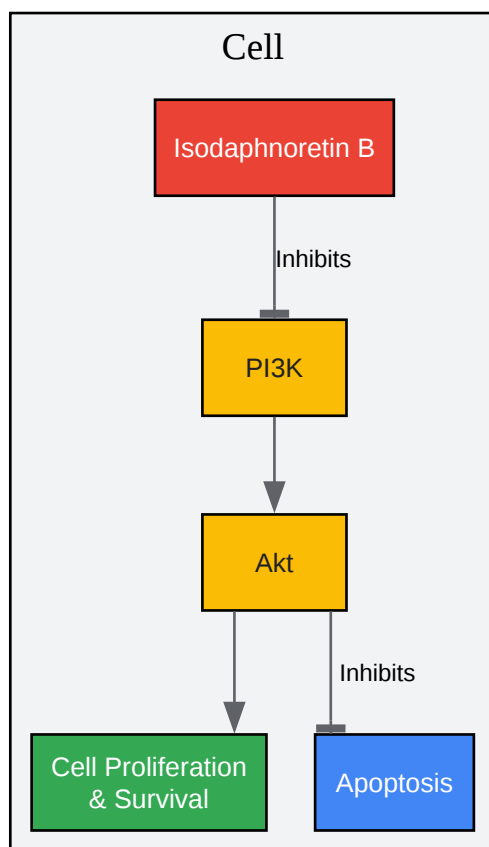 Cell
Isodaphnoretin B
Inhibits
PI3K
Akt
Inhibits
Cell Proliferation
& Survival
Apoptosis